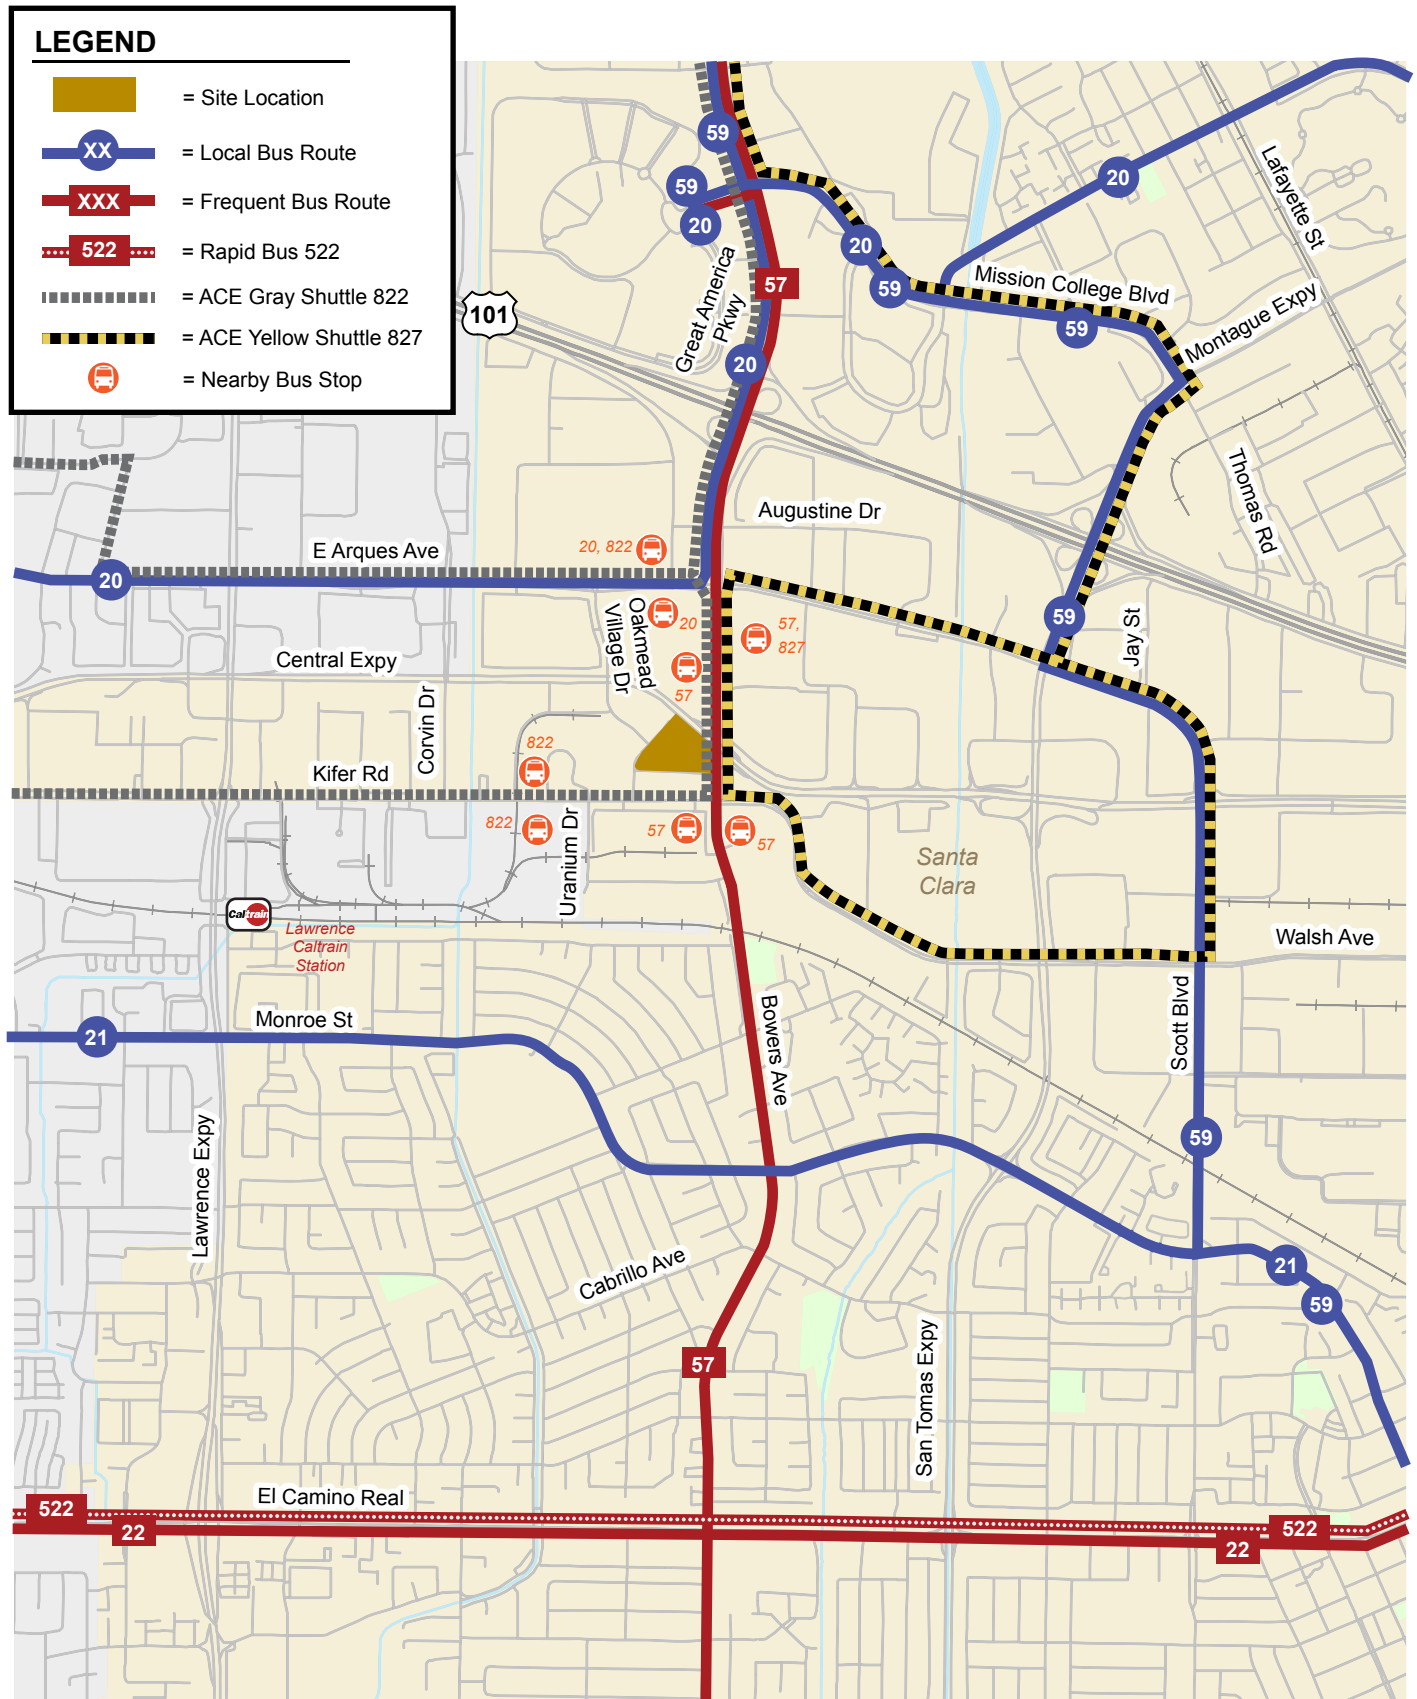 LEGEND
= Site Location
XX
= Local Bus Route
XXX
= Frequent Bus Route
522
= Rapid Bus 522
= ACE Gray Shuttle 822
= ACE Yellow Shuttle 827
= Nearby Bus Stop
59
59
20
20
Lafayette St
20
Great America
Pkwy
57
59
Mission College Blvd
101
59
Montague Expy
20
Thomas Rd
Augustine Dr
20, 822
E Arques Ave
20
Oakmead
Village Dr
20
57,
827
59
Jay St
Central Expy
57
Corvin Dr
822
Kifer Rd
822
Uranium Dr
57
57
Santa
Clara
Caltrain
Lawrence
Caltrain
Station
Walsh Ave
Bowers Ave
Scott Blvd
Monroe St
21
Lawrence Expy
59
Cabrillo Ave
21
59
57
San Tomas Expy
El Camino Real
522
22
522
22